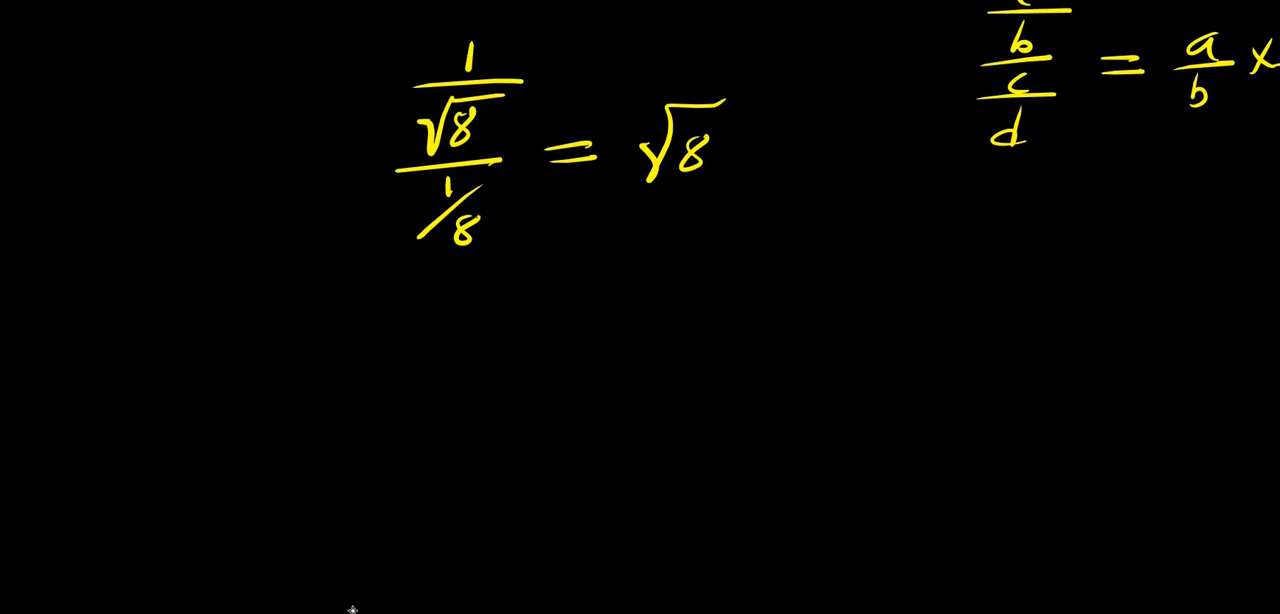 1/√8 / 1/8 = √8
/b / c/d = a/b ×